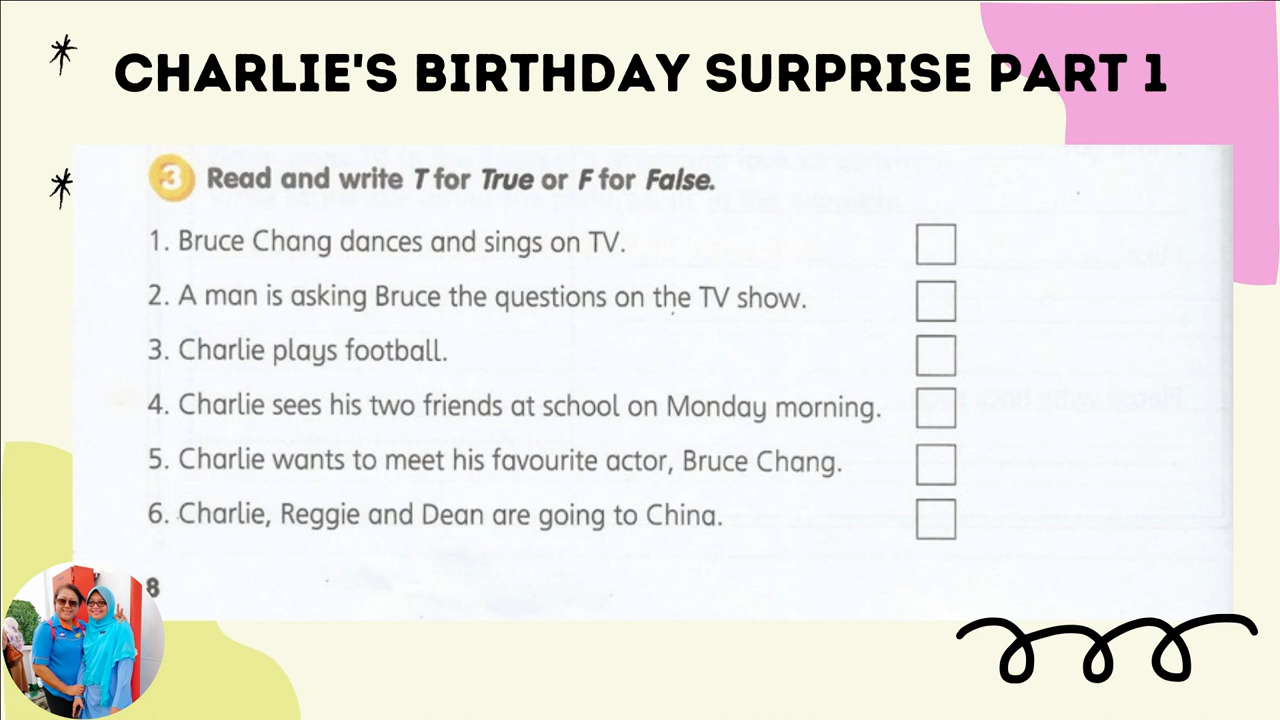 CHARLIE'S BIRTHDAY SURPRISE PART 1
3 Read and write T for True or F for False.
1. Bruce Chang dances and sings on TV.
2. A man is asking Bruce the questions on the TV show.
3. Charlie plays football.
4. Charlie sees his two friends at school on Monday morning.
5. Charlie wants to meet his favourite actor, Bruce Chang.
6. Charlie, Reggie and Dean are going to China.
8